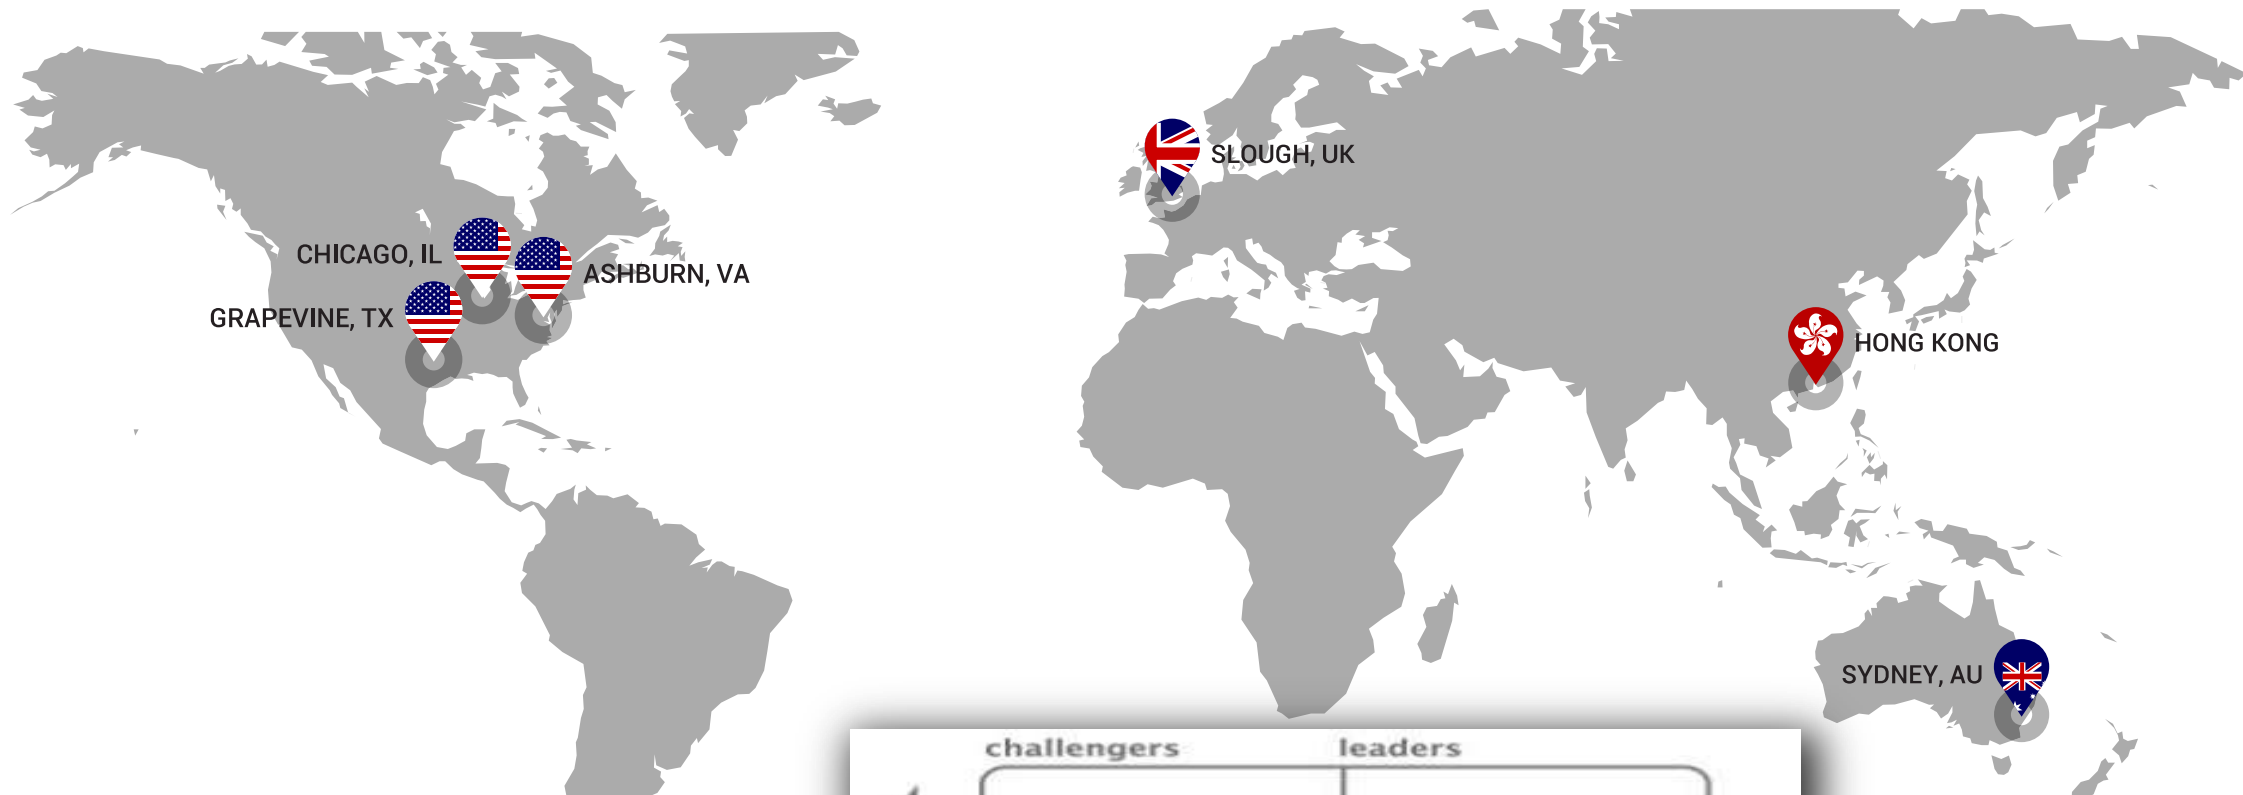 SLOUGH, UK
CHICAGO, IL
ASHBURN, VA
GRAPEVINE, TX
HONG KONG
SYDNEY, AU
challengers
leaders